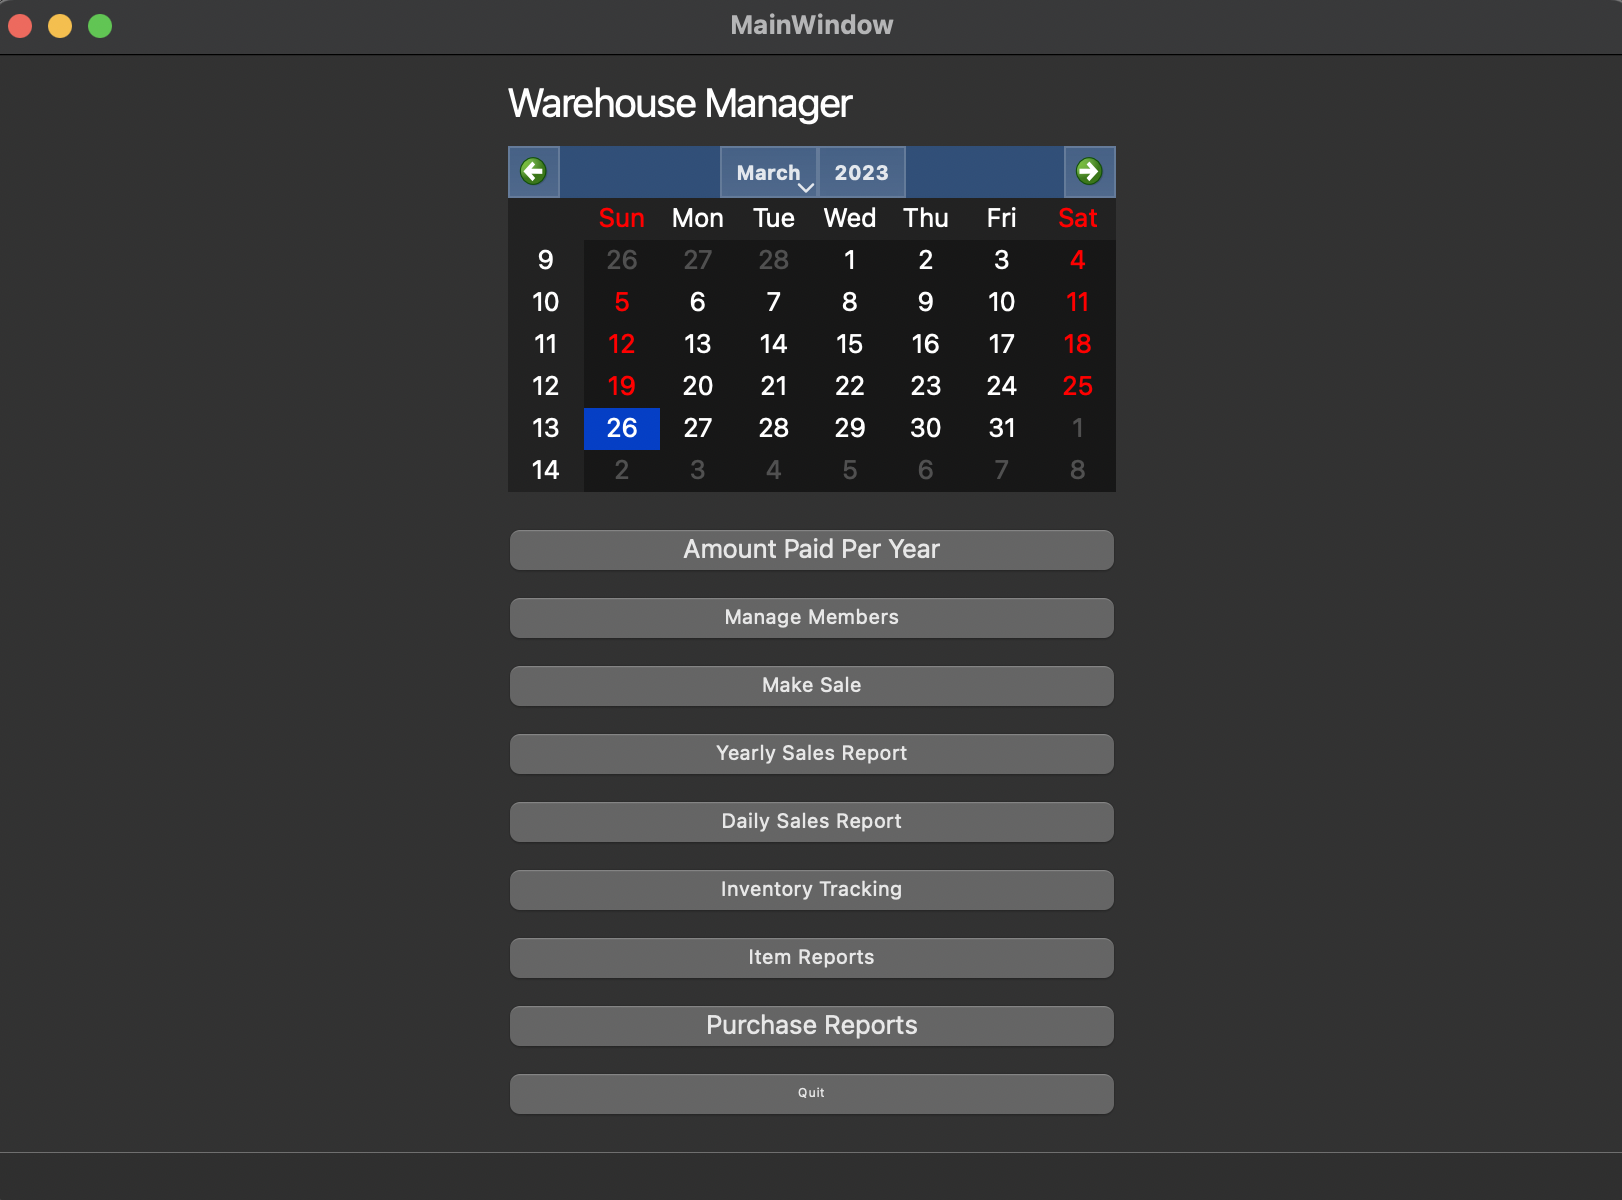 MainWindow
Warehouse Manager
March 2023
Sun Mon Tue Wed Thu Fri Sat
9 26 27 28 1 2 3 4
10 5 6 7 8 9 10 11
11 12 13 14 15 16 17 18
12 19 20 21 22 23 24 25
13 26 27 28 29 30 31 1
14 2 3 4 5 6 7 8
Amount Paid Per Year
Manage Members
Make Sale
Yearly Sales Report
Daily Sales Report
Inventory Tracking
Item Reports
Purchase Reports
Quit